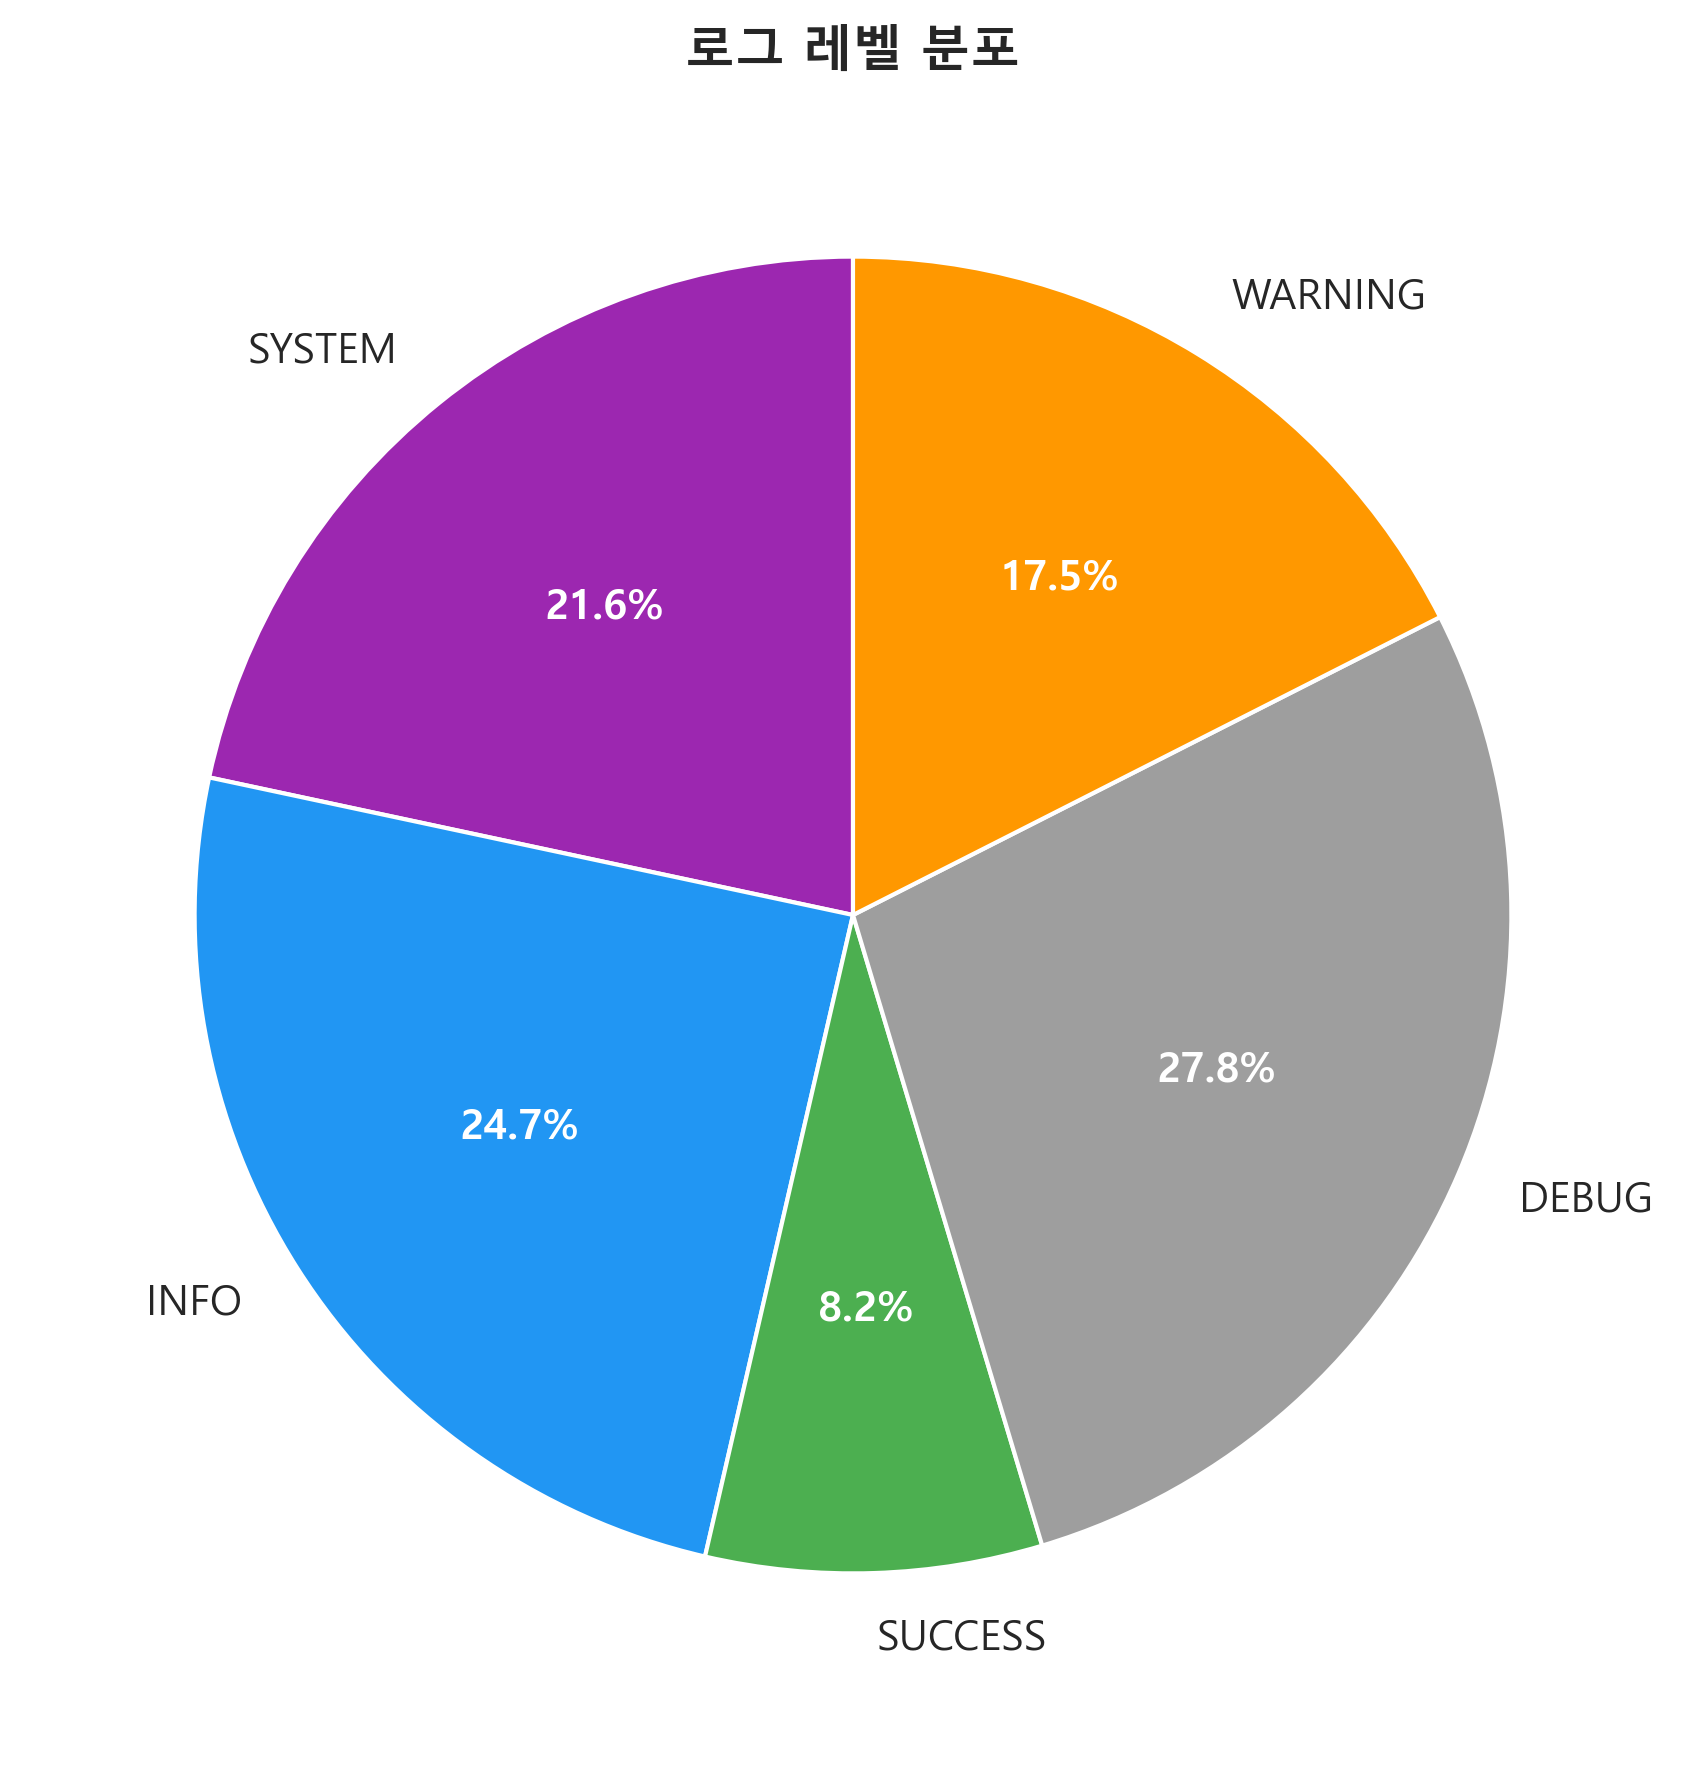 로그 레벨 분포
WARNING
SYSTEM
17.5%
21.6%
27.8%
24.7%
DEBUG
INFO
8.2%
SUCCESS